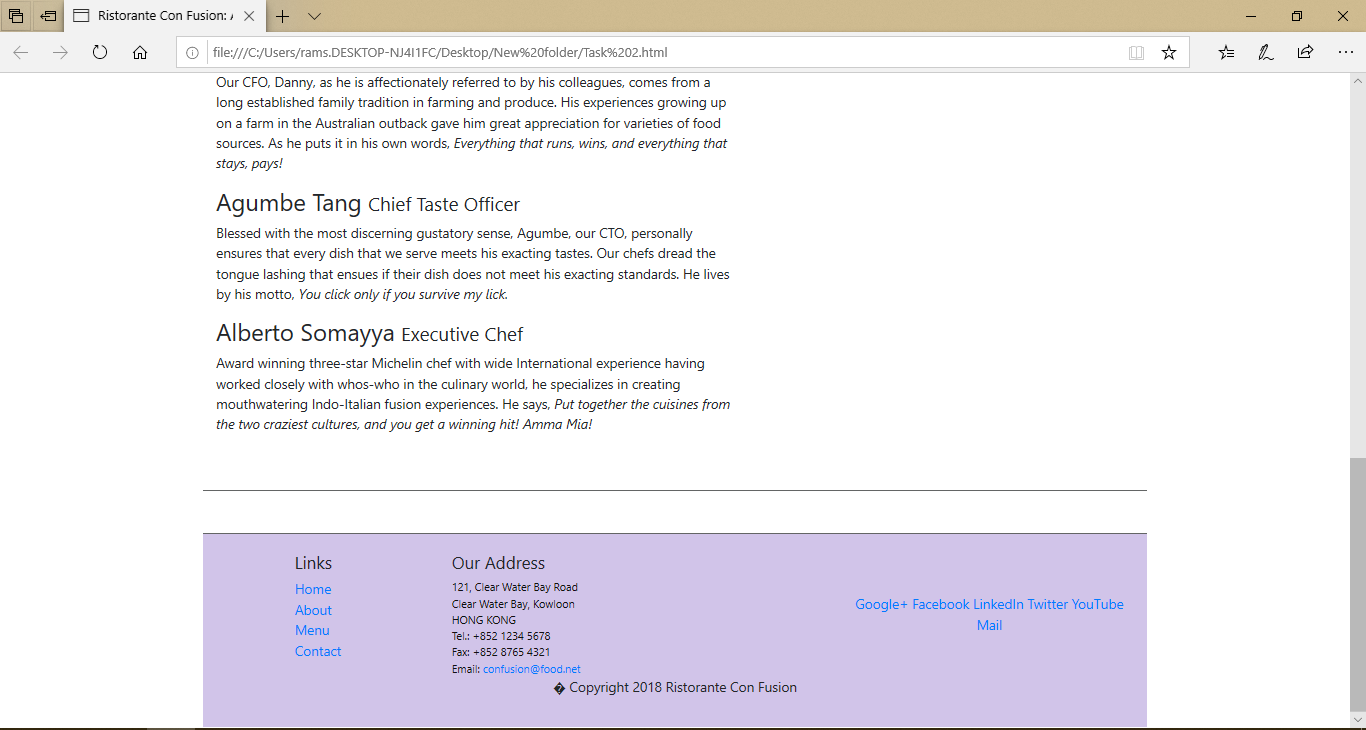 Ristorante Con Fusion: A
file:///C:/Users/rams.DESKTOP-NJ4I1FC/Desktop/New%20folder/Task%202.html
Our CFO, Danny, as he is affectionately referred to by his colleagues, comes from a
long established family tradition in farming and produce. His experiences growing up
on a farm in the Australian outback gave him great appreciation for varieties of food
sources. As he puts it in his own words, Everything that runs, wins, and everything that
stays, pays!
Agumbe Tang Chief Taste Officer
Blessed with the most discerning gustatory sense, Agumbe, our CTO, personally
ensures that every dish that we serve meets his exacting tastes. Our chefs dread the
tongue lashing that ensues if their dish does not meet his exacting standards. He lives
by his motto, You click only if you survive my lick.
Alberto Somayya Executive Chef
Award winning three-star Michelin chef with wide International experience having
worked closely with whos-who in the culinary world, he specializes in creating
mouthwatering Indo-Italian fusion experiences. He says, Put together the cuisines from
the two craziest cultures, and you get a winning hit! Amma Mia!
Links
Home
About
Menu
Contact
Our Address
121, Clear Water Bay Road
Clear Water Bay, Kowloon
HONG KONG
Tel.: +852 1234 5678
Fax: +852 8765 4321
Email: confusion@food.net
Google+ Facebook LinkedIn Twitter YouTube
Mail
� Copyright 2018 Ristorante Con Fusion